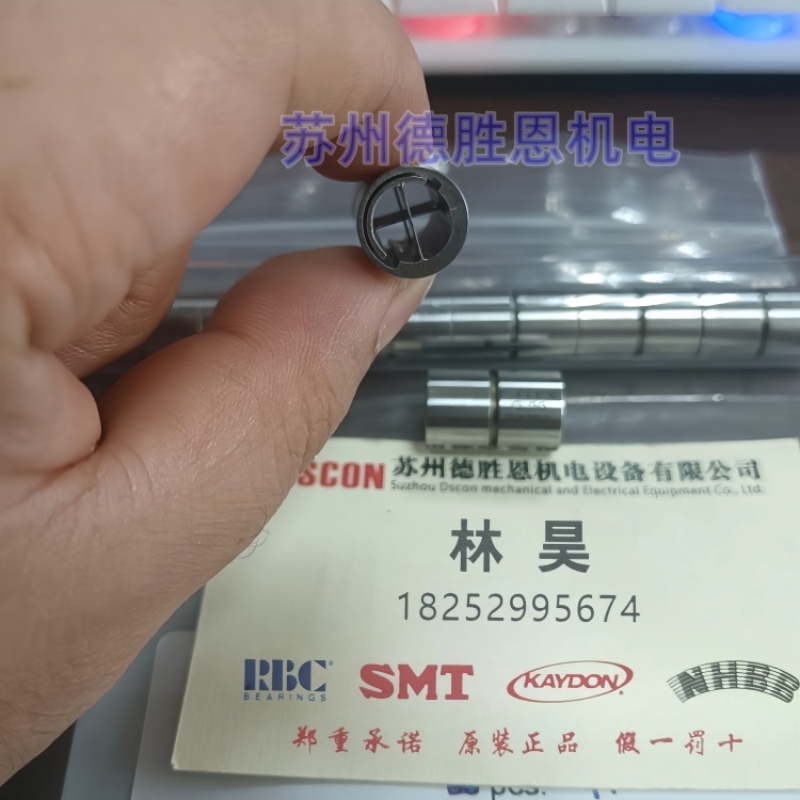 苏州德胜恩机电
SCON 苏州德胜恩机电设备有限公司
Suzhou Dscon mechanical and Electrical Equipment Co., Ltd.
林昊
18252995674
RBC SMT KAYDON
BEARINGS
郑重承诺 原装正品 假一罚十
pcs.